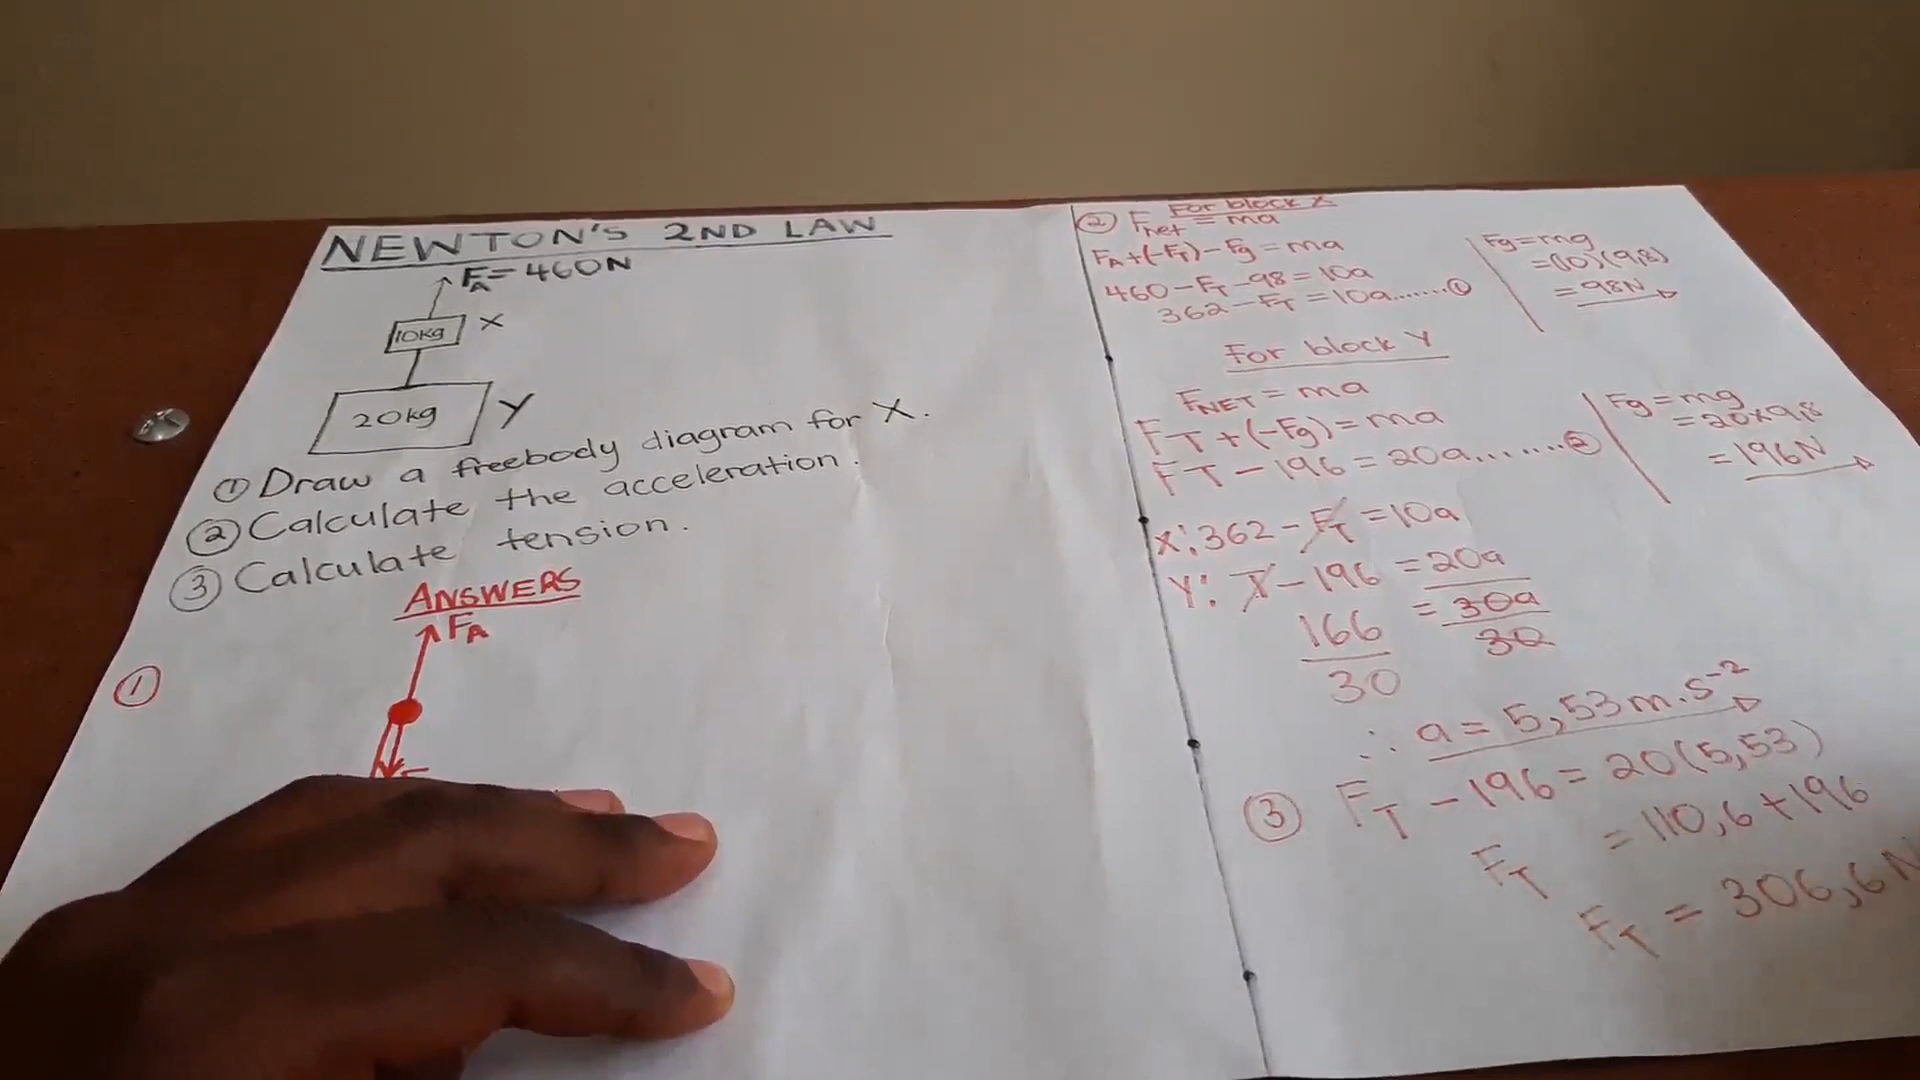 NEWTON'S 2ND LAW
FA = 460N
10kg X
20kg Y
① Draw a freebody diagram for X.
② Calculate the acceleration.
③ Calculate tension.
ANSWERS
① FA
② For block X
Fnet = ma
FA + (-FT) - Fg = ma
460 - FT - 98 = 10a
362 - FT = 10a.......①
Fg = mg
= (10)(9,8)
= 98N
For block Y
FNET = ma
FT + (-Fg) = ma
FT - 196 = 20a.......②
Fg = mg
= 20×9,8
= 196N
X: 362 - FT = 10a
Y: T - 196 = 20a
166 = 30a
30 30
∴ a = 5,53 m.s⁻²
③ FT - 196 = 20(5,53)
FT = 110,6 + 196
FT = 306,6 N